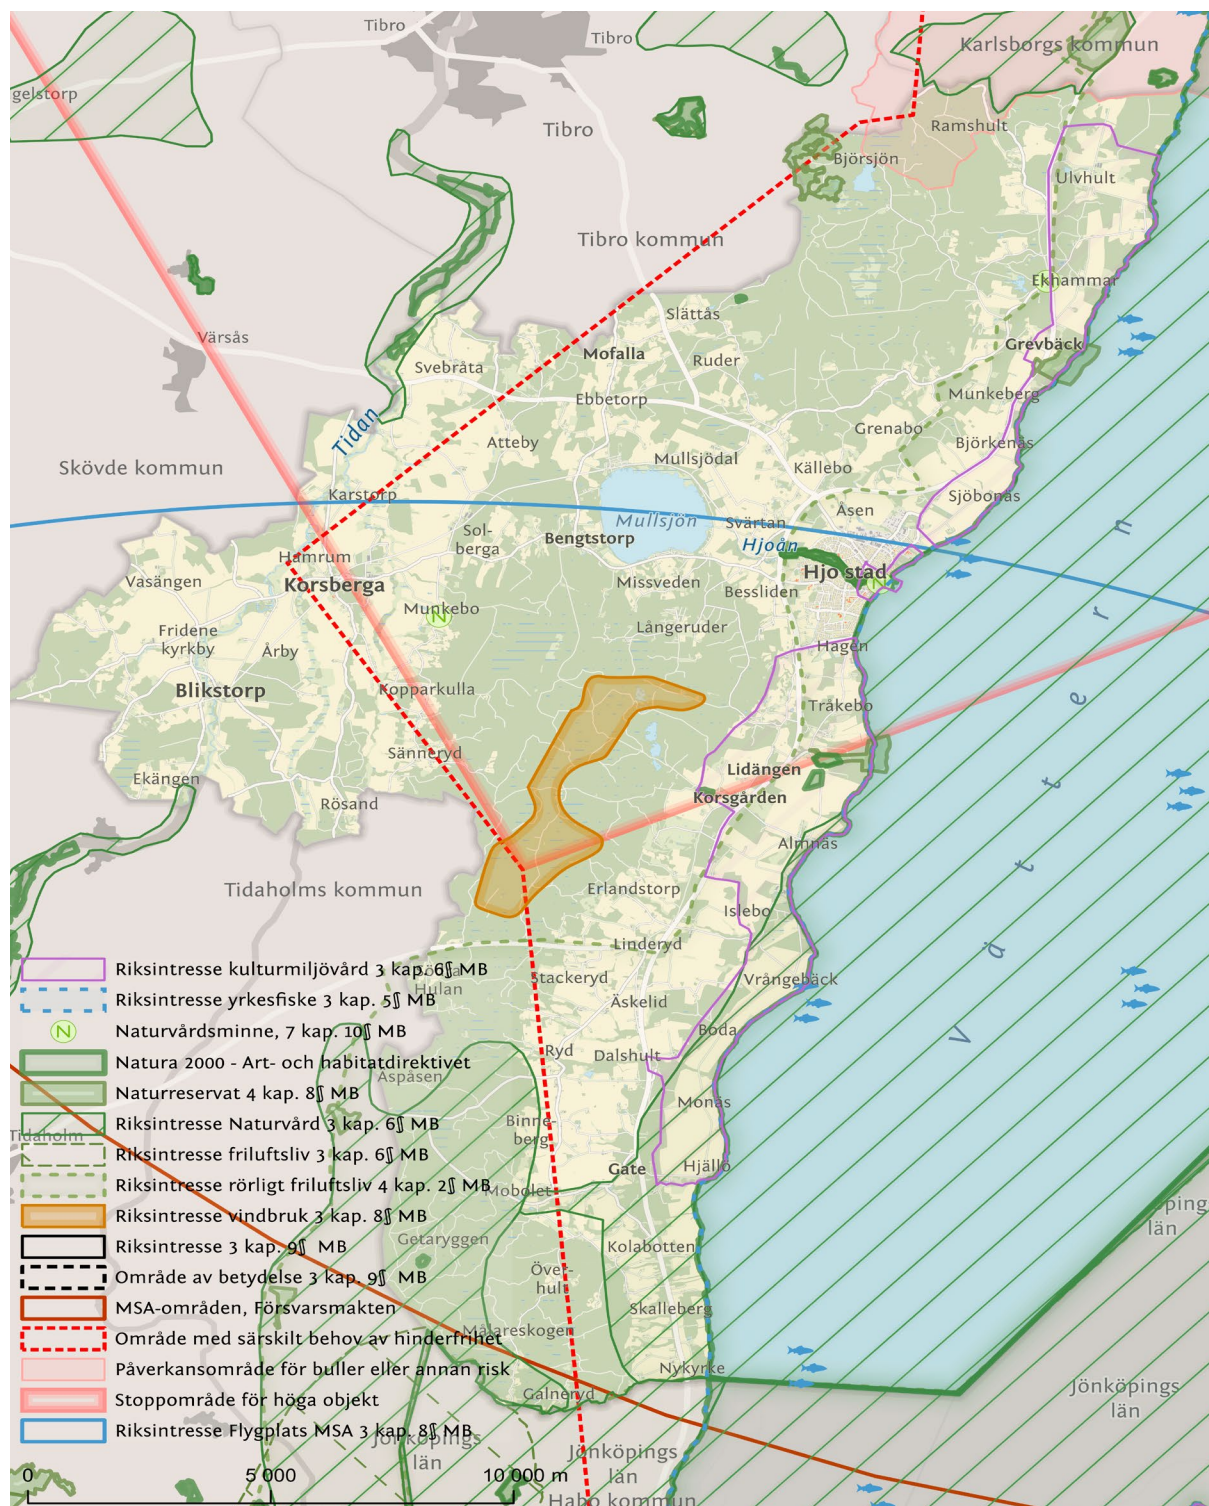 Tibro
Tibro
Karlsborgs kommun
gelstorp
Tibro
Ramshult
Björsjön
Ulvhult
Tibro kommun
Ekhammar
Slättås
Värsås
Mofalla
Grevbäck
Svebråta
Ruder
Ebbetorp
Munkeberg
Tidan
Grenabo
Atteby
Björkenäs
Mullsjödal
Skövde kommun
Källebo
Karstorp
Sjöbonäs
Åsen
Mullsjön
Svärtan
Sol-
berga
Bengtstorp
Hjoån
Hamrum
Hjo stad
Vasängen
Korsberga
Missveden
Bessliden
Munkebo
N
N
Fridene
kyrkby
Långeruder
Årby
Hagen
Blikstorp
Kopparkulla
Tråkebo
Sänneryd
Lidängen
Ekängen
Korsgården
Rösand
Almnäs
Vättern
Tidaholms kommun
Erlandstorp
Islebo
Linderyd
Södra
Hulan
Stackeryd
Vrångebäck
Äskelid
Boda
Ryd
Dalshult
Aspåsen
Monäs
Binne-
berg
Tidaholm
Gate
Hjällö
Mobolet
Getaryggen
Kolabotten
Över-
hult
Skalleberg
Målareskogen
Nykyrke
Galneryd
Jönköpings
län
Jönköpings
län
Jönköpings
län
Habo kommun
ping
län
Riksintresse kulturmiljövård 3 kap. 6§ MB
Riksintresse yrkesfiske 3 kap. 5§ MB
N Naturvårdsminne, 7 kap. 10§ MB
Natura 2000 - Art- och habitatdirektivet
Naturreservat 4 kap. 8§ MB
Riksintresse Naturvård 3 kap. 6§ MB
Riksintresse friluftsliv 3 kap. 6§ MB
Riksintresse rörligt friluftsliv 4 kap. 2§ MB
Riksintresse vindbruk 3 kap. 8§ MB
Riksintresse 3 kap. 9§ MB
Område av betydelse 3 kap. 9§ MB
MSA-områden, Försvarsmakten
Område med särskilt behov av hinderfrihet
Påverkansområde för buller eller annan risk
Stoppområde för höga objekt
Riksintresse Flygplats MSA 3 kap. 8§ MB
0 5 000 10 000 m